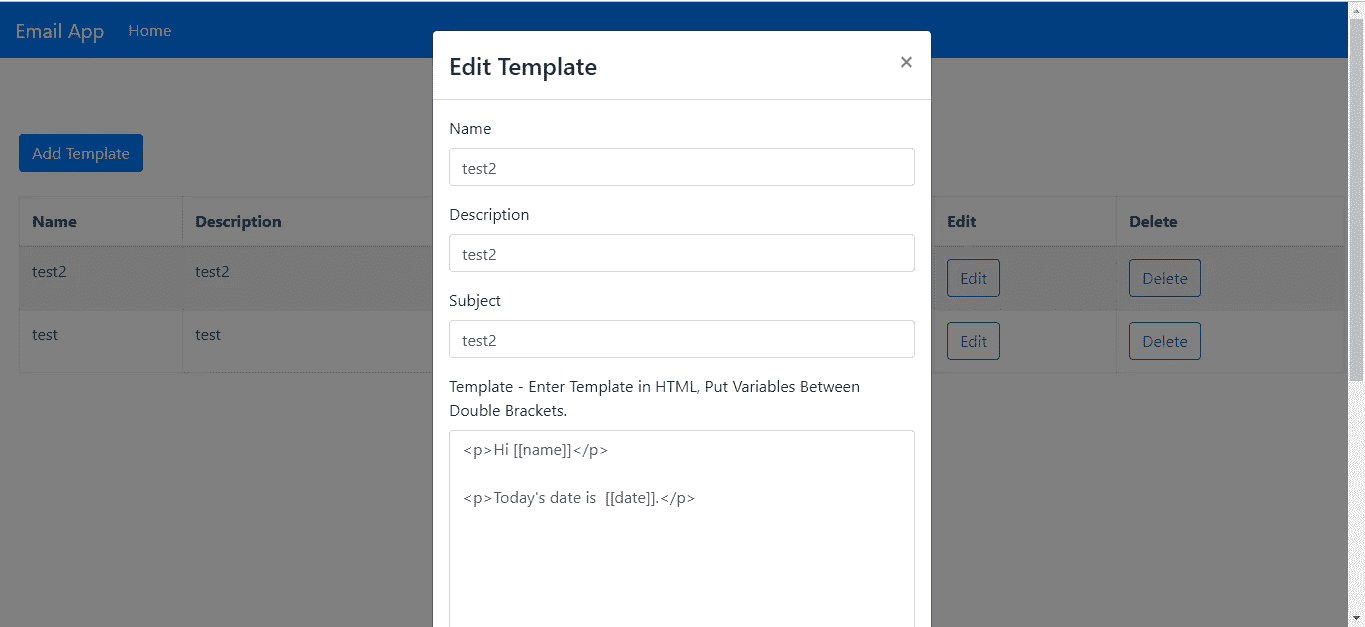 Email App Home
Edit Template ×
Add Template
Name
test2
Description
test2
Subject
test2
Template - Enter Template in HTML, Put Variables Between
Double Brackets.
<p>Hi [[name]]</p>
<p>Today's date is  [[date]].</p>
Name Description Edit Delete
test2 test2 Edit Delete
test test Edit Delete